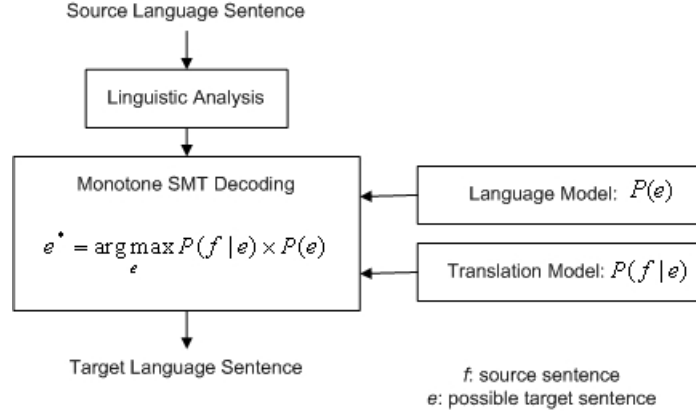 Source Language Sentence
Linguistic Analysis
Monotone SMT Decoding
e* = arg max P(f | e) × P(e)
e
Language Model: P(e)
Translation Model: P(f | e)
Target Language Sentence
f: source sentence
e: possible target sentence